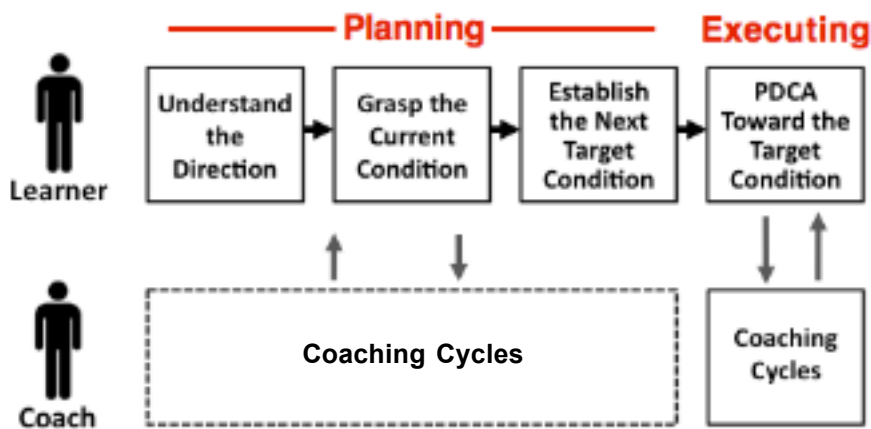 Planning
Executing
Understand
the
Direction
Grasp the
Current
Condition
Establish
the Next
Target
Condition
PDCA
Toward the
Target
Condition
Learner
Coaching Cycles
Coaching
Cycles
Coach